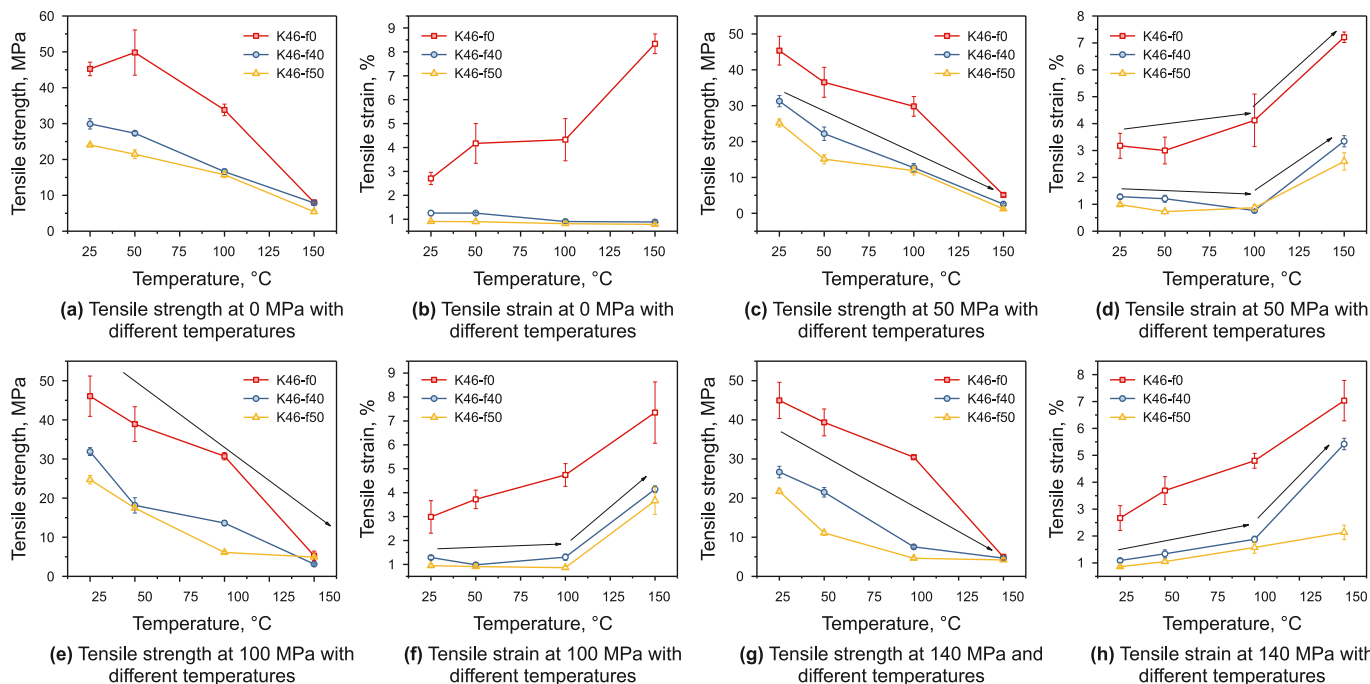 60
50
40
30
20
10
0
Tensile strength, MPa
K46-f0
K46-f40
K46-f50
25 50 75 100 125 150
Temperature, °C
(a) Tensile strength at 0 MPa with
different temperatures
9
8
7
6
5
4
3
2
1
Tensile strain, %
K46-f0
K46-f40
K46-f50
25 50 75 100 125 150
Temperature, °C
(b) Tensile strain at 0 MPa with
different temperatures
50
40
30
20
10
0
Tensile strength, MPa
K46-f0
K46-f40
K46-f50
25 50 75 100 125 150
Temperature, °C
(c) Tensile strength at 50 MPa with
different temperatures
8
7
6
5
4
3
2
1
0
Tensile strain, %
K46-f0
K46-f40
K46-f50
25 50 75 100 125 150
Temperature, °C
(d) Tensile strain at 50 MPa with
different temperatures
50
40
30
20
10
0
Tensile strength, MPa
K46-f0
K46-f40
K46-f50
25 50 75 100 125 150
Temperature, °C
(e) Tensile strength at 100 MPa with
different temperatures
9
8
7
6
5
4
3
2
1
Tensile strain, %
K46-f0
K46-f40
K46-f50
25 50 75 100 125 150
Temperature, °C
(f) Tensile strain at 100 MPa with
different temperatures
50
40
30
20
10
0
Tensile strength, MPa
K46-f0
K46-f40
K46-f50
25 50 75 100 125 150
Temperature, °C
(g) Tensile strength at 140 MPa and
different temperatures
8
7
6
5
4
3
2
1
Tensile strain, %
K46-f0
K46-f40
K46-f50
25 50 75 100 125 150
Temperature, °C
(h) Tensile strain at 140 MPa with
different temperatures